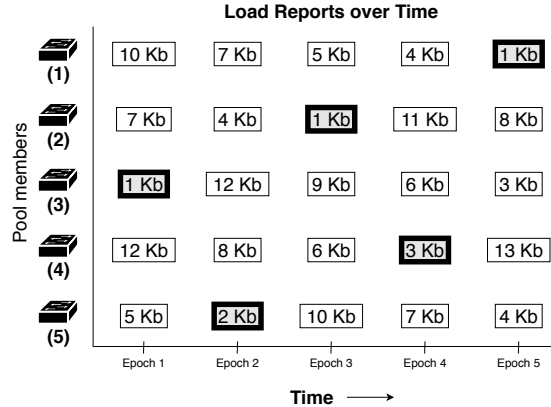 Load Reports over Time
Pool members
(1) 10 Kb 7 Kb 5 Kb 4 Kb 1 Kb
(2) 7 Kb 4 Kb 1 Kb 11 Kb 8 Kb
(3) 1 Kb 12 Kb 9 Kb 6 Kb 3 Kb
(4) 12 Kb 8 Kb 6 Kb 3 Kb 13 Kb
(5) 5 Kb 2 Kb 10 Kb 7 Kb 4 Kb
Epoch 1 Epoch 2 Epoch 3 Epoch 4 Epoch 5
Time